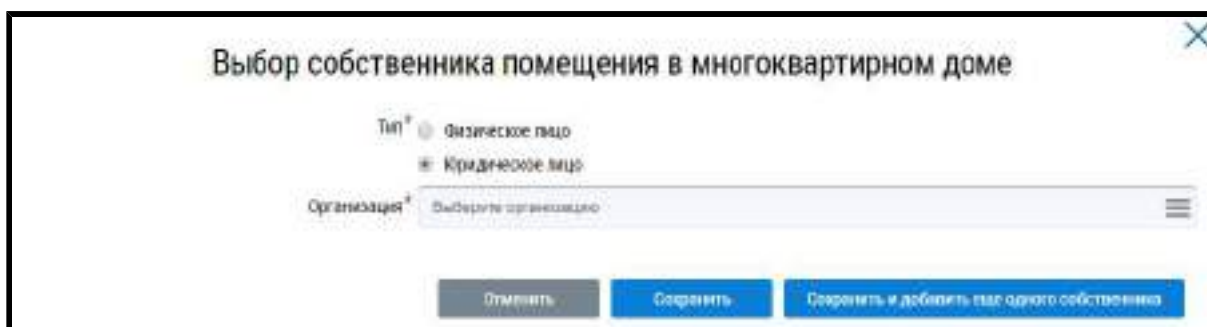 Выбор собственника помещения в многоквартирном доме
Тип* Физическое лицо
Юридическое лицо
Организация* Выберите организацию
Отменить Сохранить Сохранить и добавить еще одного собственника